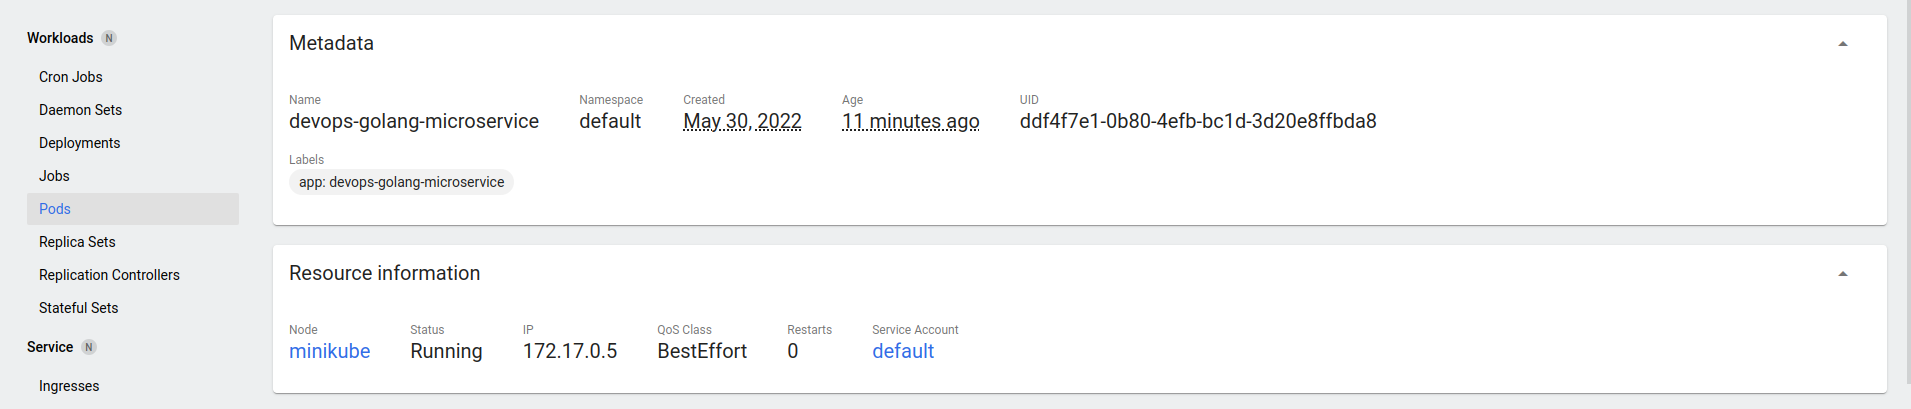 Workloads N
Cron Jobs
Daemon Sets
Deployments
Jobs
Pods
Replica Sets
Replication Controllers
Stateful Sets
Service N
Ingresses
Metadata
Name Namespace Created Age UID
devops-golang-microservice default May 30, 2022 11 minutes ago ddf4f7e1-0b80-4efb-bc1d-3d20e8ffbda8
Labels
app: devops-golang-microservice
Resource information
Node Status IP QoS Class Restarts Service Account
minikube Running 172.17.0.5 BestEffort 0 default